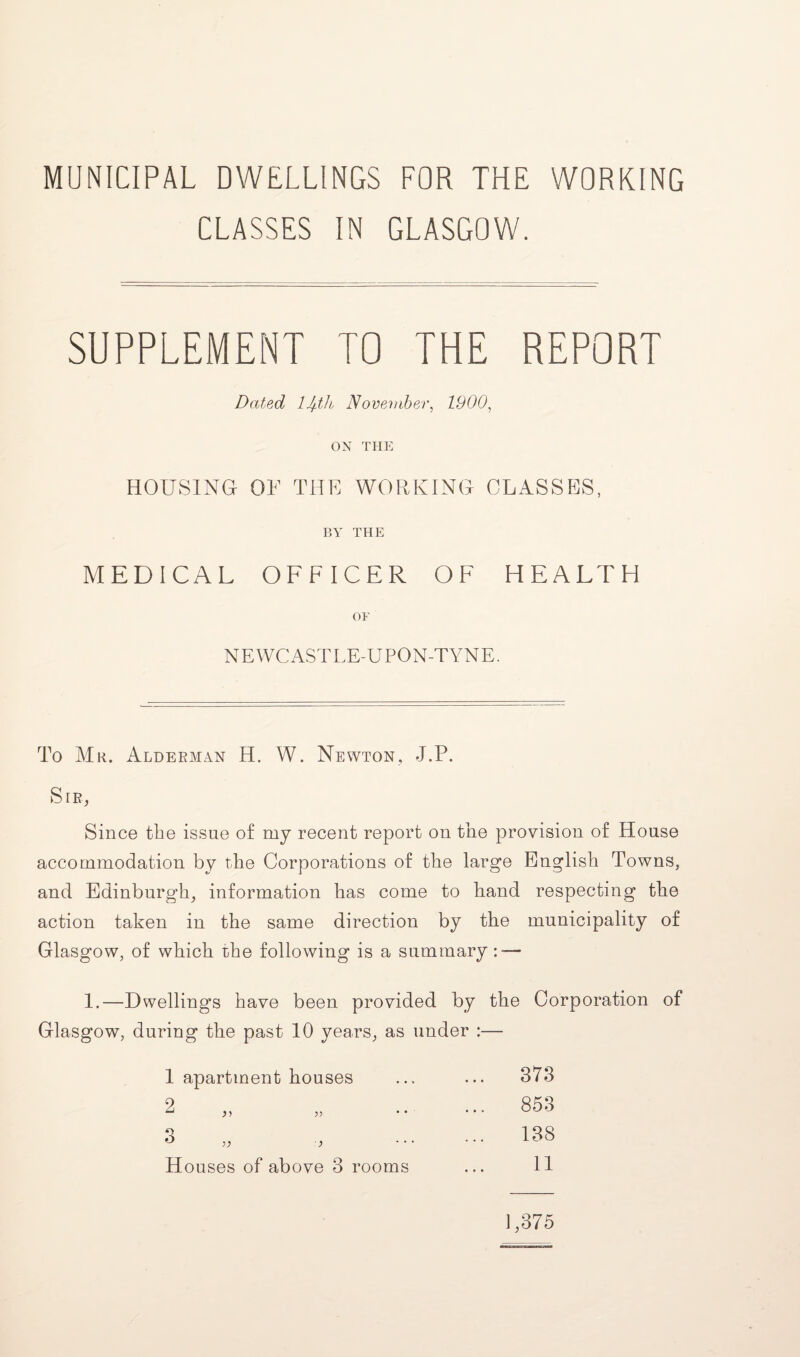 MUNICIPAL DWELLINGS FOR THE WORKING
CLASSES IN GLASGOW.
SUPPLEMENT TO THE REPORT
Dated 14th November, 1900,
ON THE
HOUSING OF THE WORKING CLASSES,
BY THE
MEDICAL OFFICER OF HEALTH
OF
NEWCASTLE-UPON-TYNE.
To Mr. Alderman H. W. Newton, J.P.
Sir,
Since the issue of my recent report on the provision of House
accommodation by the Corporations of the large English Towns,
and Edinburgh, information has come to hand respecting the
action taken in the same direction by the municipality of
Glasgow, of which the following is a summary:—
1.—Dwellings have been provided by the Corporation of
Glasgow, during the past 10 years, as under :—
1 apartment houses ... ... 373
2 „ „ .. ... 853
3 „ „ ... ... 138
Houses of above 3 rooms ... 11
1,375